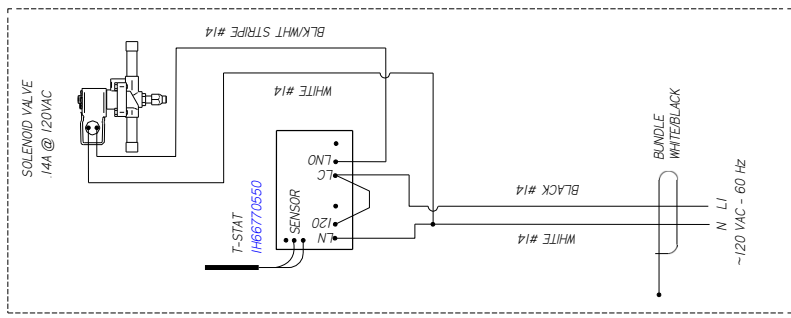 BLK/WHT STRIPE #14
WHITE #14
SOLENOID VALVE
.14A @ 120VAC
T-STAT
1H66770550
SENSOR
LNO
LC
120
LN
BLACK #14
WHITE #14
BUNDLE
WHITE/BLACK
L1
N
~120 VAC - 60 Hz